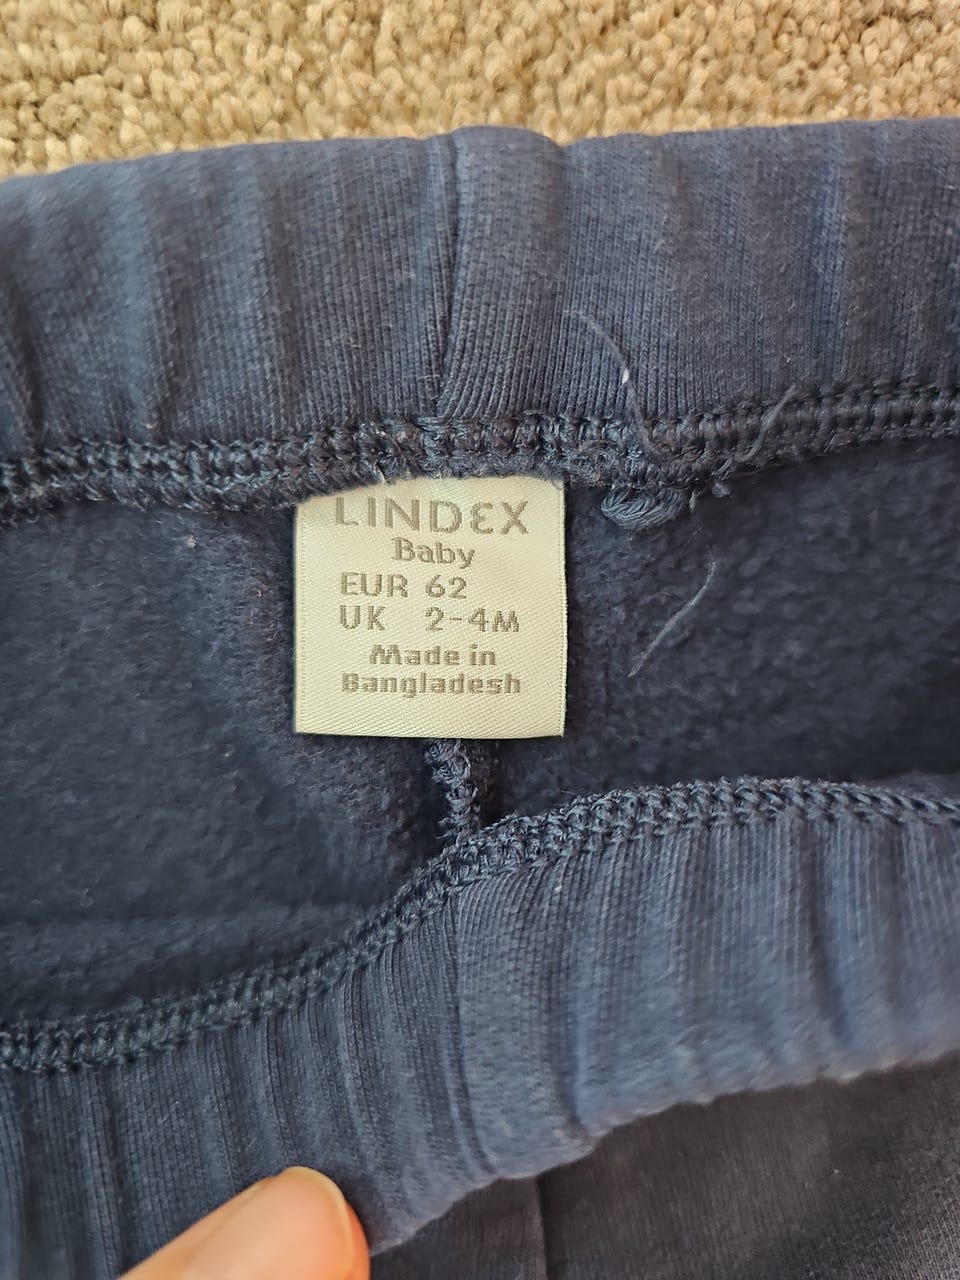 LINDEX
Baby
EUR 62
UK 2-4M
Made in
Bangladesh